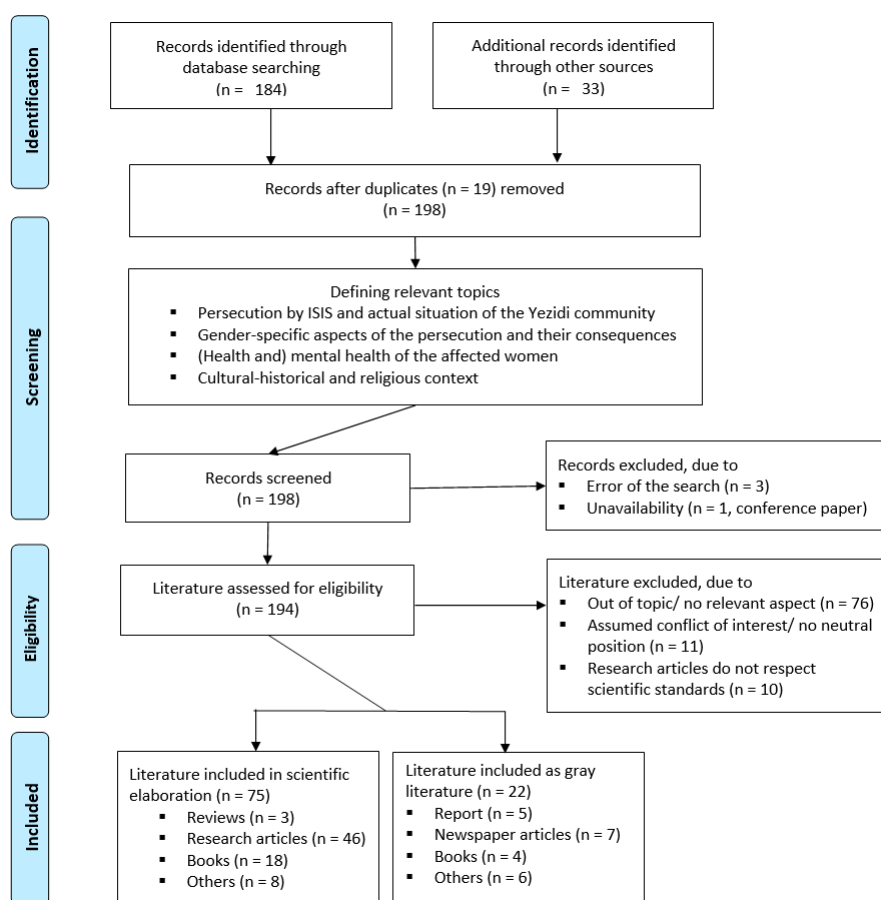 Identification
Records identified through
database searching
(n = 184)
Additional records identified
through other sources
(n = 33)
Records after duplicates (n = 19) removed
(n = 198)
Screening
Defining relevant topics
▪ Persecution by ISIS and actual situation of the Yezidi community
▪ Gender-specific aspects of the persecution and their consequences
▪ (Health and) mental health of the affected women
▪ Cultural-historical and religious context
Records screened
(n = 198)
Records excluded, due to
▪ Error of the search (n = 3)
▪ Unavailability (n = 1, conference paper)
Eligibility
Literature assessed for eligibility
(n = 194)
Literature excluded, due to
▪ Out of topic/ no relevant aspect (n = 76)
▪ Assumed conflict of interest/ no neutral
position (n = 11)
▪ Research articles do not respect
scientific standards (n = 10)
Included
Literature included in scientific
elaboration (n = 75)
▪ Reviews (n = 3)
▪ Research articles (n = 46)
▪ Books (n = 18)
▪ Others (n = 8)
Literature included as gray
literature (n = 22)
▪ Report (n = 5)
▪ Newspaper articles (n = 7)
▪ Books (n = 4)
▪ Others (n = 6)